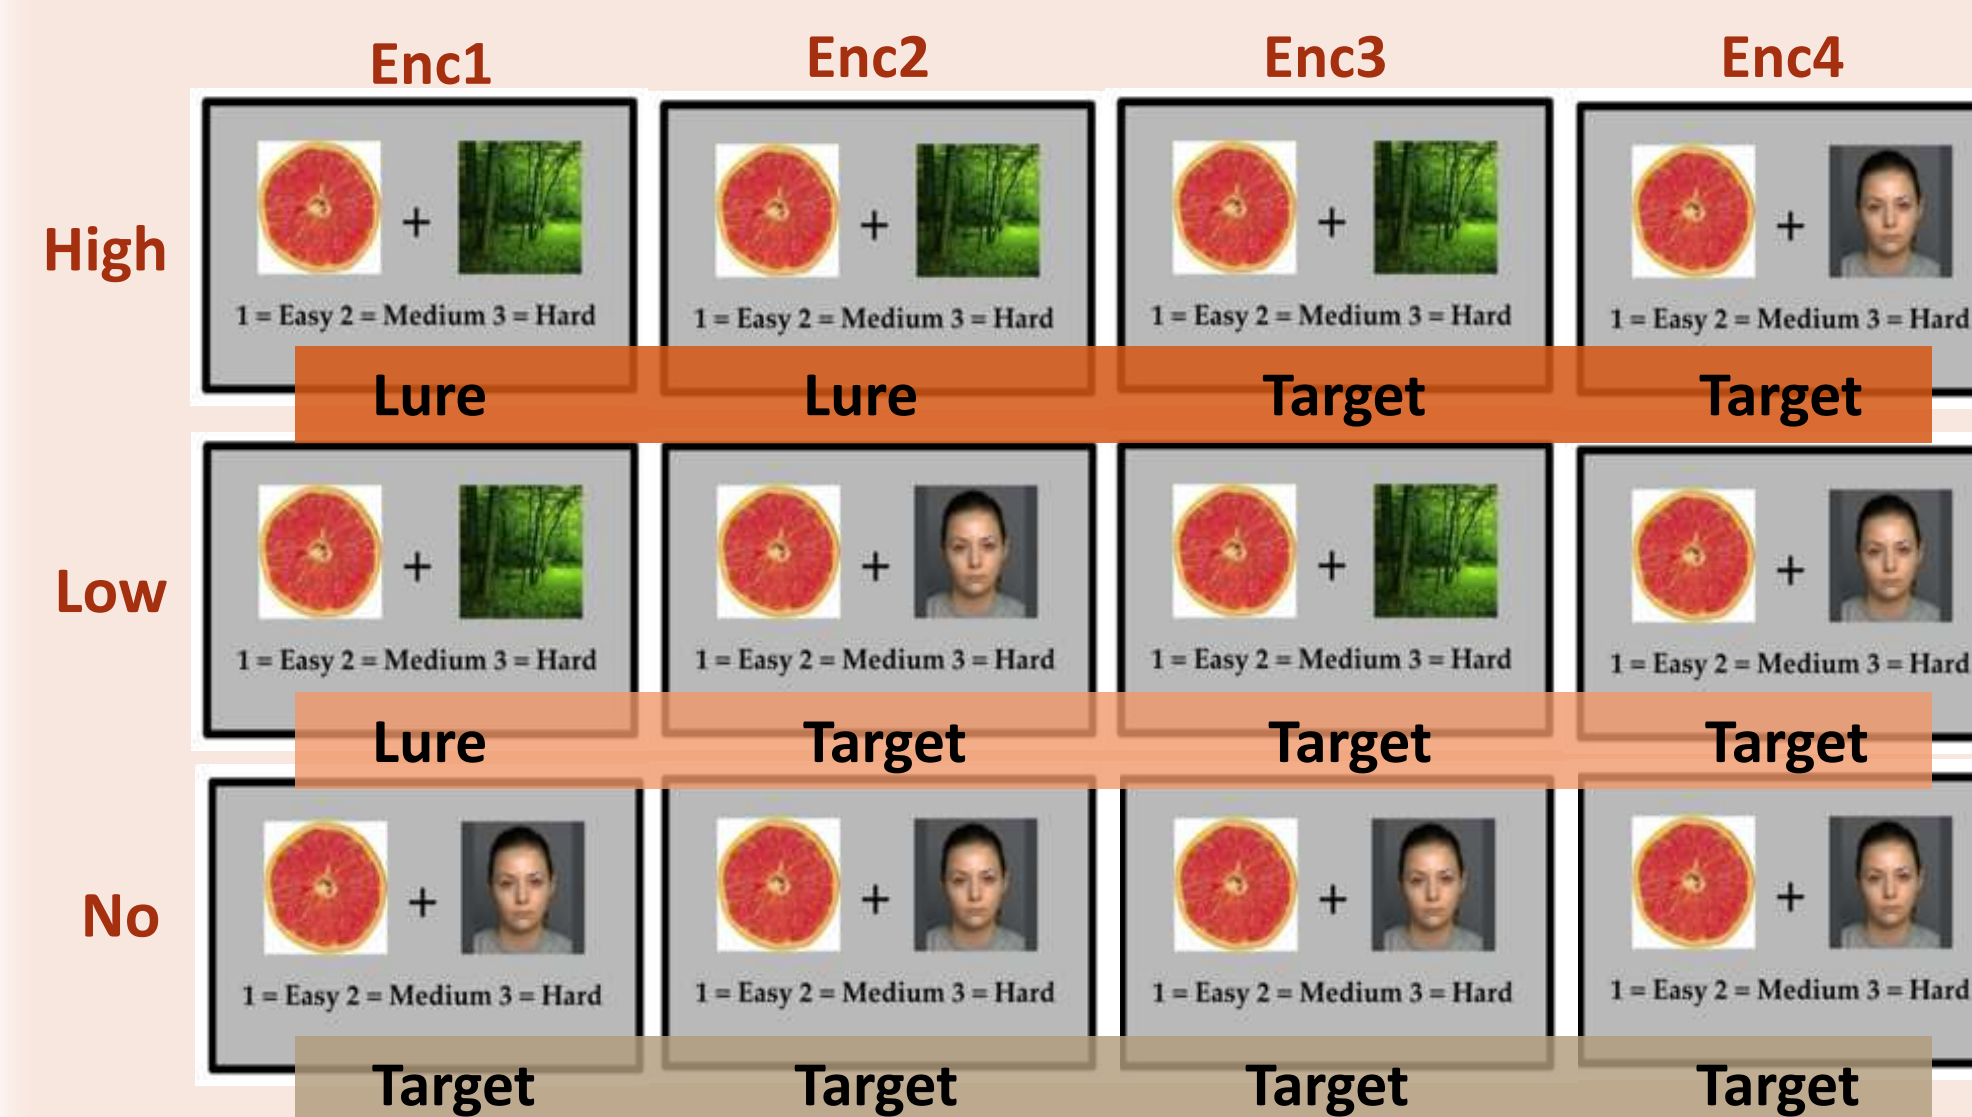 Enc1 Enc2 Enc3 Enc4
High
1 = Easy 2 = Medium 3 = Hard 1 = Easy 2 = Medium 3 = Hard 1 = Easy 2 = Medium 3 = Hard 1 = Easy 2 = Medium 3 = Hard
Lure Lure Target Target
Low
1 = Easy 2 = Medium 3 = Hard 1 = Easy 2 = Medium 3 = Hard 1 = Easy 2 = Medium 3 = Hard 1 = Easy 2 = Medium 3 = Hard
Lure Target Target Target
No
1 = Easy 2 = Medium 3 = Hard 1 = Easy 2 = Medium 3 = Hard 1 = Easy 2 = Medium 3 = Hard 1 = Easy 2 = Medium 3 = Hard
Target Target Target Target